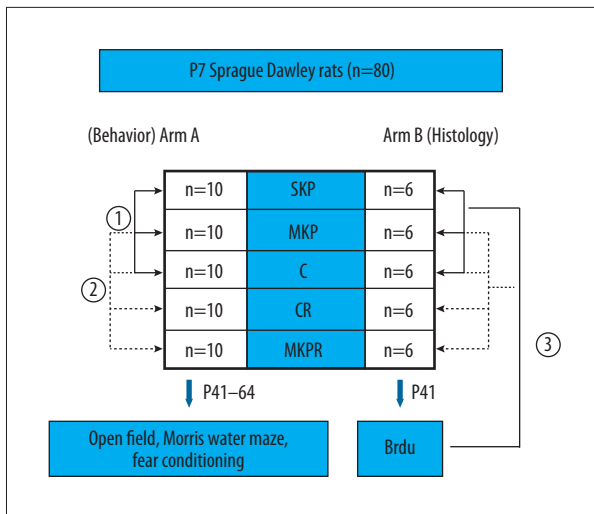 P7 Sprague Dawley rats (n=80)
(Behavior) Arm A
Arm B (Histology)
n=10 SKP n=6
n=10 MKP n=6
n=10 C n=6
n=10 CR n=6
n=10 MKPR n=6
1
2
3
P41–64
P41
Open field, Morris water maze,
fear conditioning
Brdu